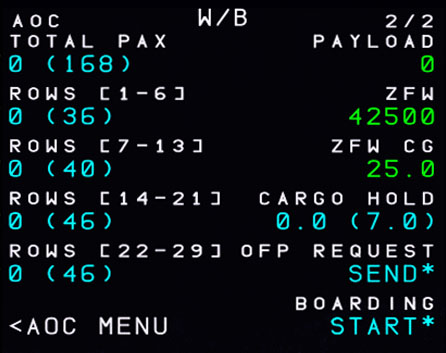 AOC W/B 2/2
TOTAL PAX PAYLOAD
0 (168) 0
ROWS [1-6] ZFW
0 (36) 42500
ROWS [7-13] ZFW CG
0 (40) 25.0
ROWS [14-21] CARGO HOLD
0 (46) 0.0 (7.0)
ROWS [22-29] OFP REQUEST
0 (46) SEND*
BOARDING
<AOC MENU START*